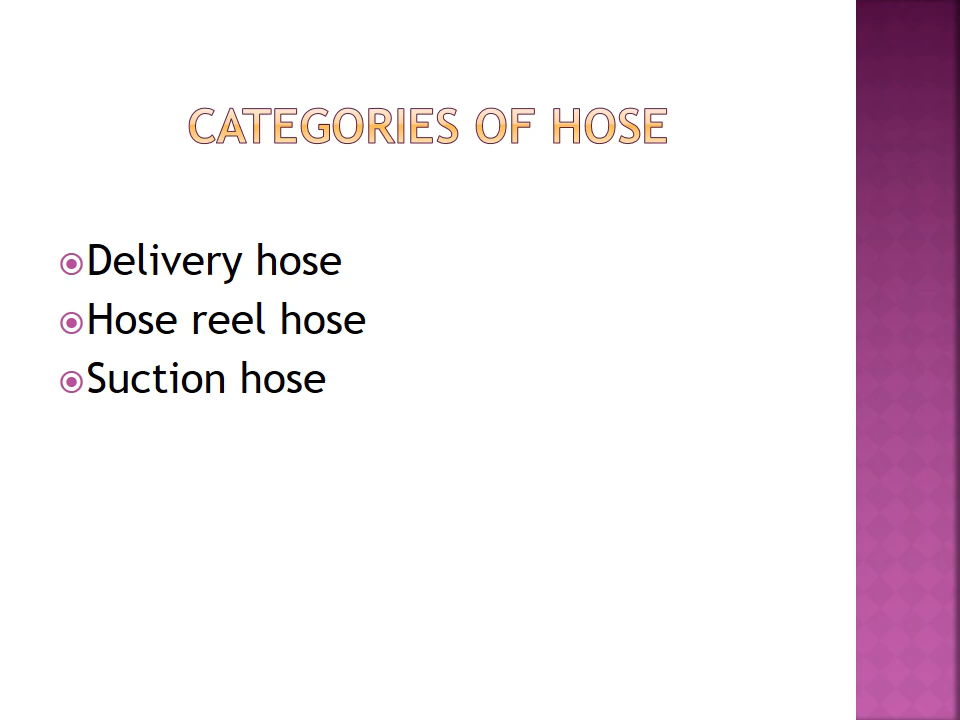 CATEGORIES OF HOSE
Delivery hose
Hose reel hose
Suction hose